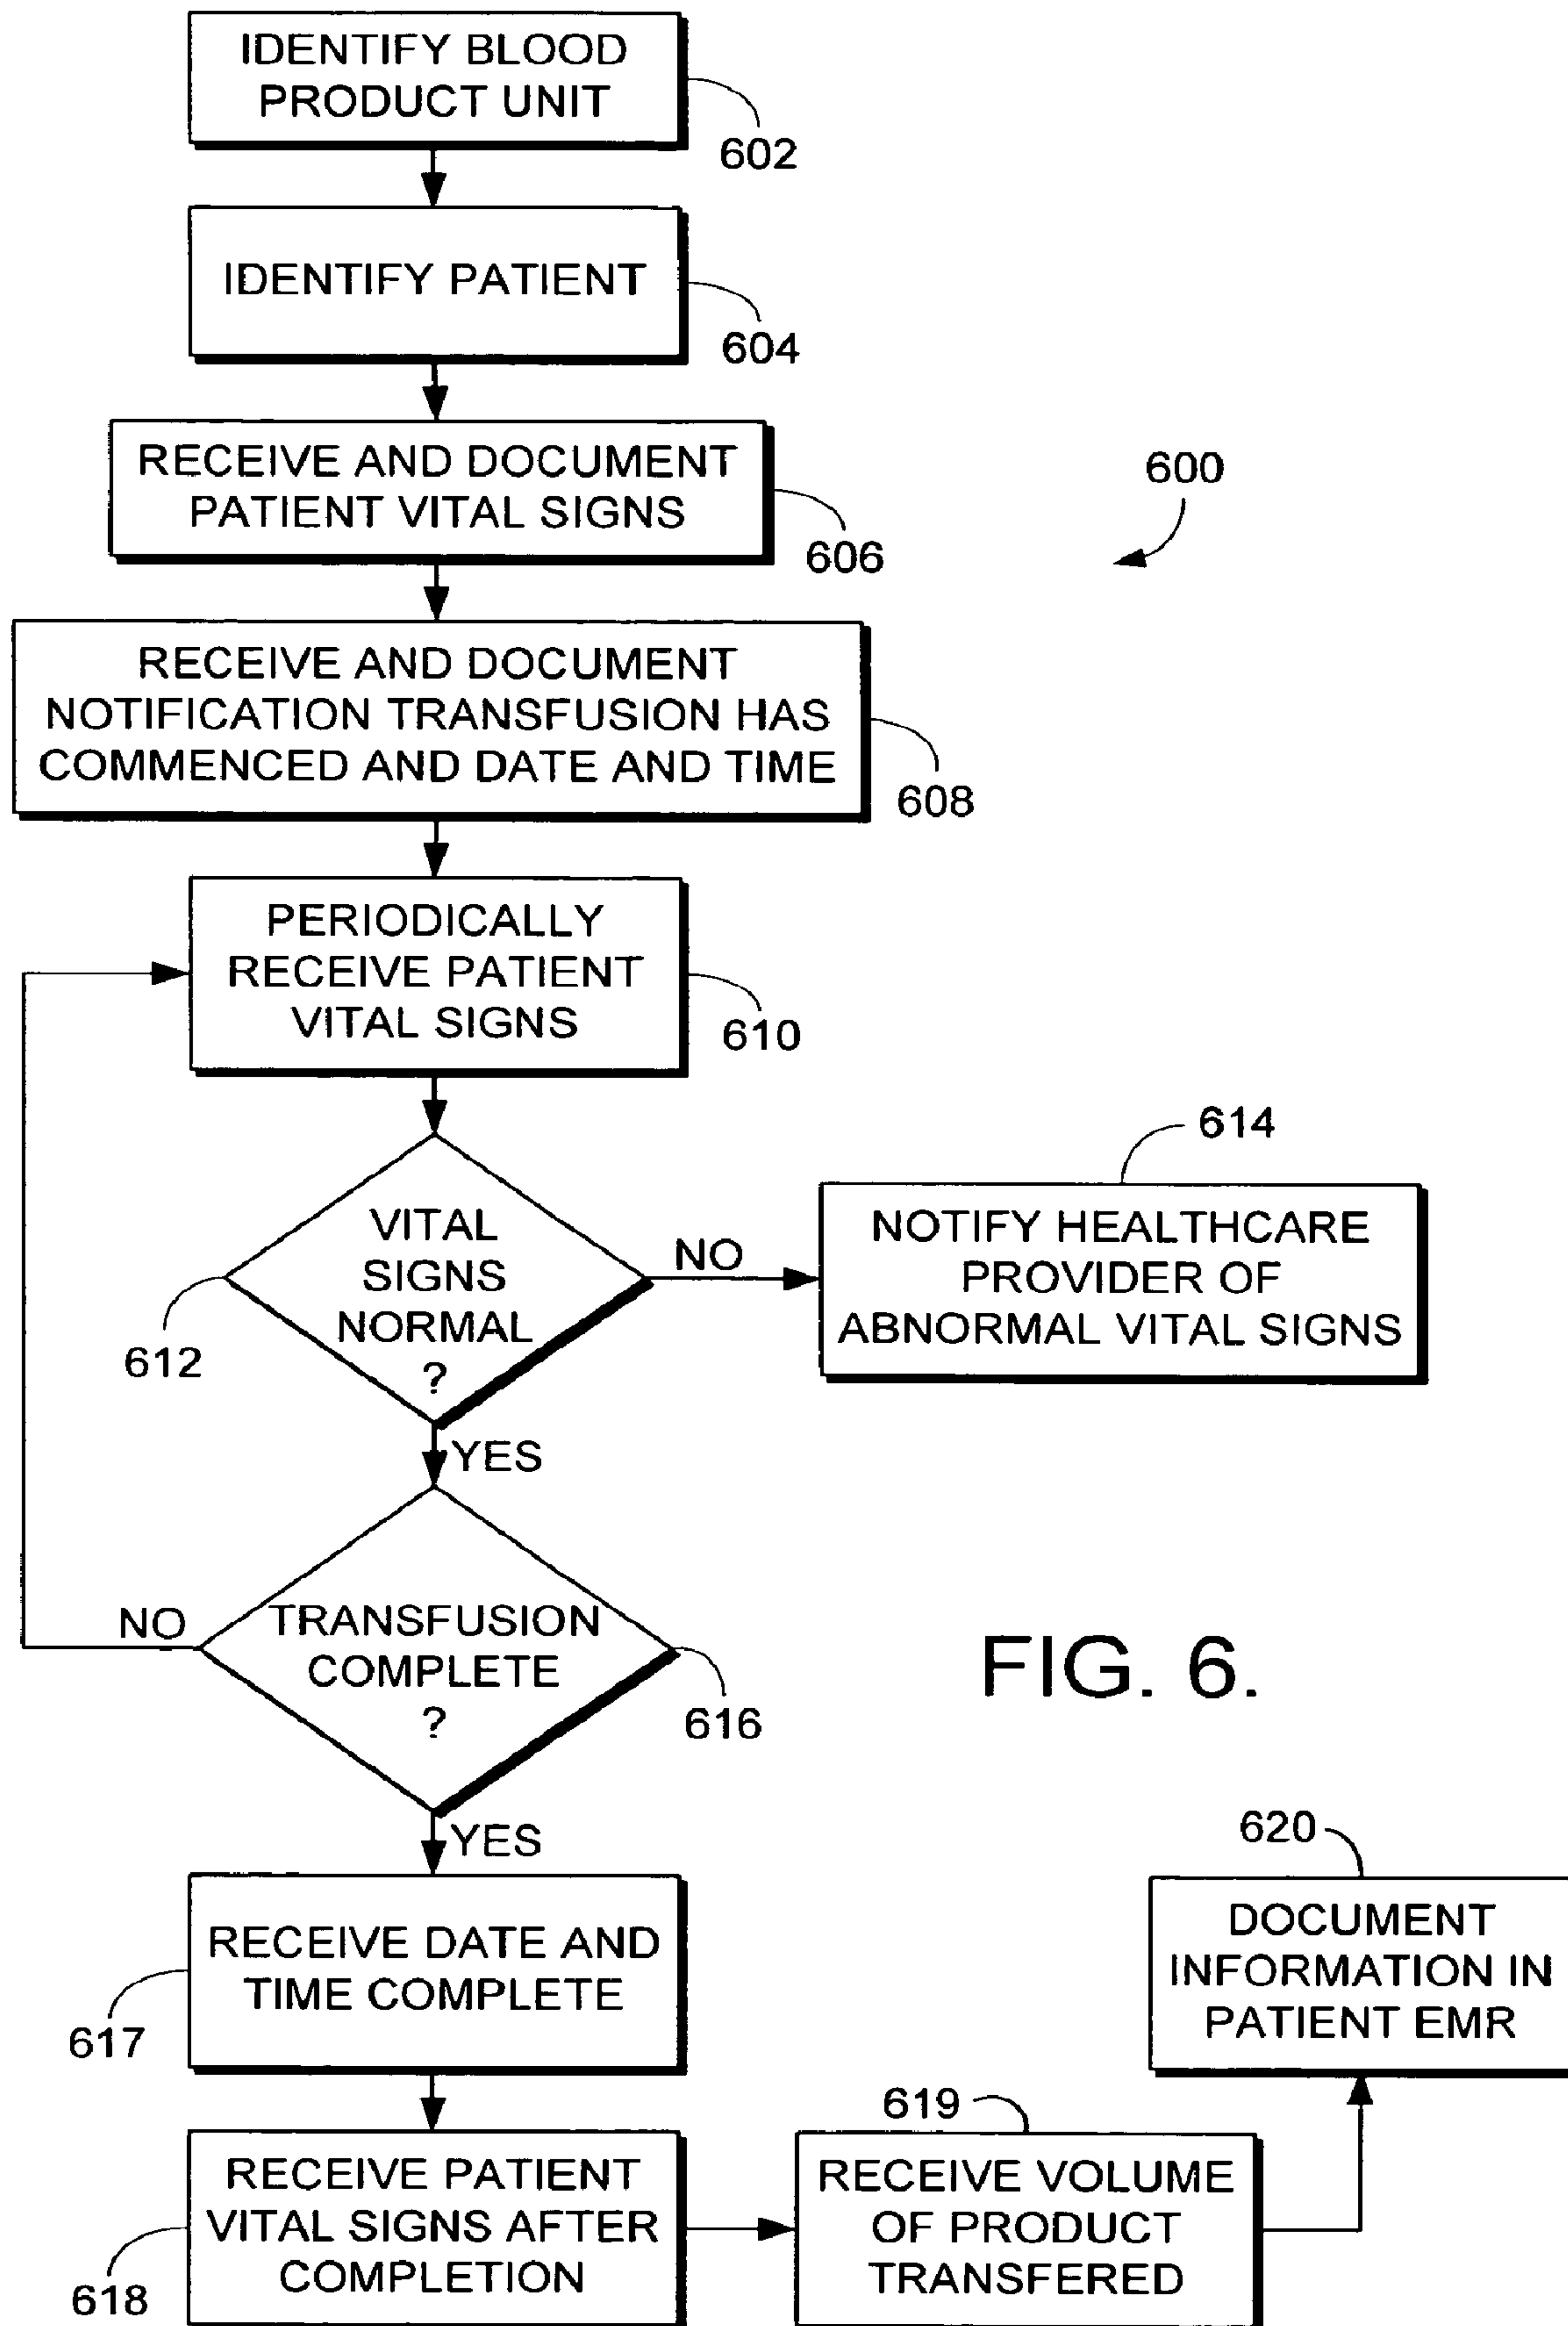 IDENTIFY BLOOD
PRODUCT UNIT
602
IDENTIFY PATIENT
604
RECEIVE AND DOCUMENT
PATIENT VITAL SIGNS
606
600
RECEIVE AND DOCUMENT
NOTIFICATION TRANSFUSION HAS
COMMENCED AND DATE AND TIME
608
PERIODICALLY
RECEIVE PATIENT
VITAL SIGNS
610
VITAL
SIGNS
NORMAL
?
612
NO
614
NOTIFY HEALTHCARE
PROVIDER OF
ABNORMAL VITAL SIGNS
YES
TRANSFUSION
COMPLETE
?
NO
616
FIG. 6.
YES
RECEIVE DATE AND
TIME COMPLETE
617
RECEIVE PATIENT
VITAL SIGNS AFTER
COMPLETION
618
619
RECEIVE VOLUME
OF PRODUCT
TRANSFERED
620
DOCUMENT
INFORMATION IN
PATIENT EMR